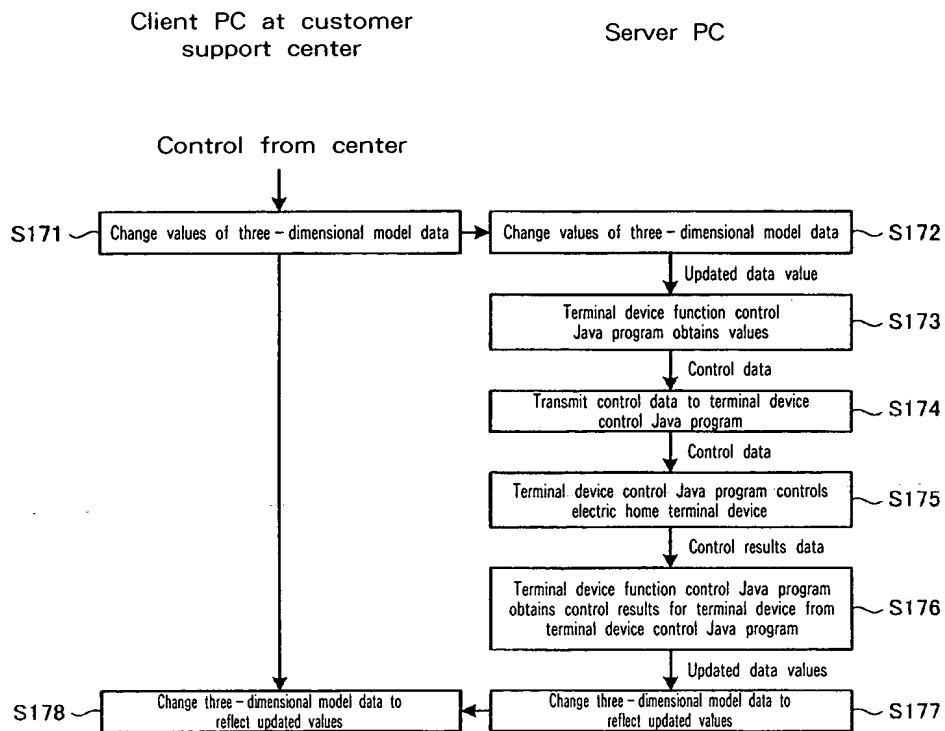 Client PC at customer
support center
Server PC
Control from center
S171
Change values of three-dimensional model data
Change values of three-dimensional model data
S172
Updated data value
Terminal device function control
Java program obtains values
S173
Control data
Transmit control data to terminal device
control Java program
S174
Control data
Terminal device control Java program controls
electric home terminal device
S175
Control results data
Terminal device function control Java program
obtains control results for terminal device from
terminal device control Java program
S176
Updated data values
S178
Change three-dimensional model data to
reflect updated values
Change three-dimensional model data to
reflect updated values
S177